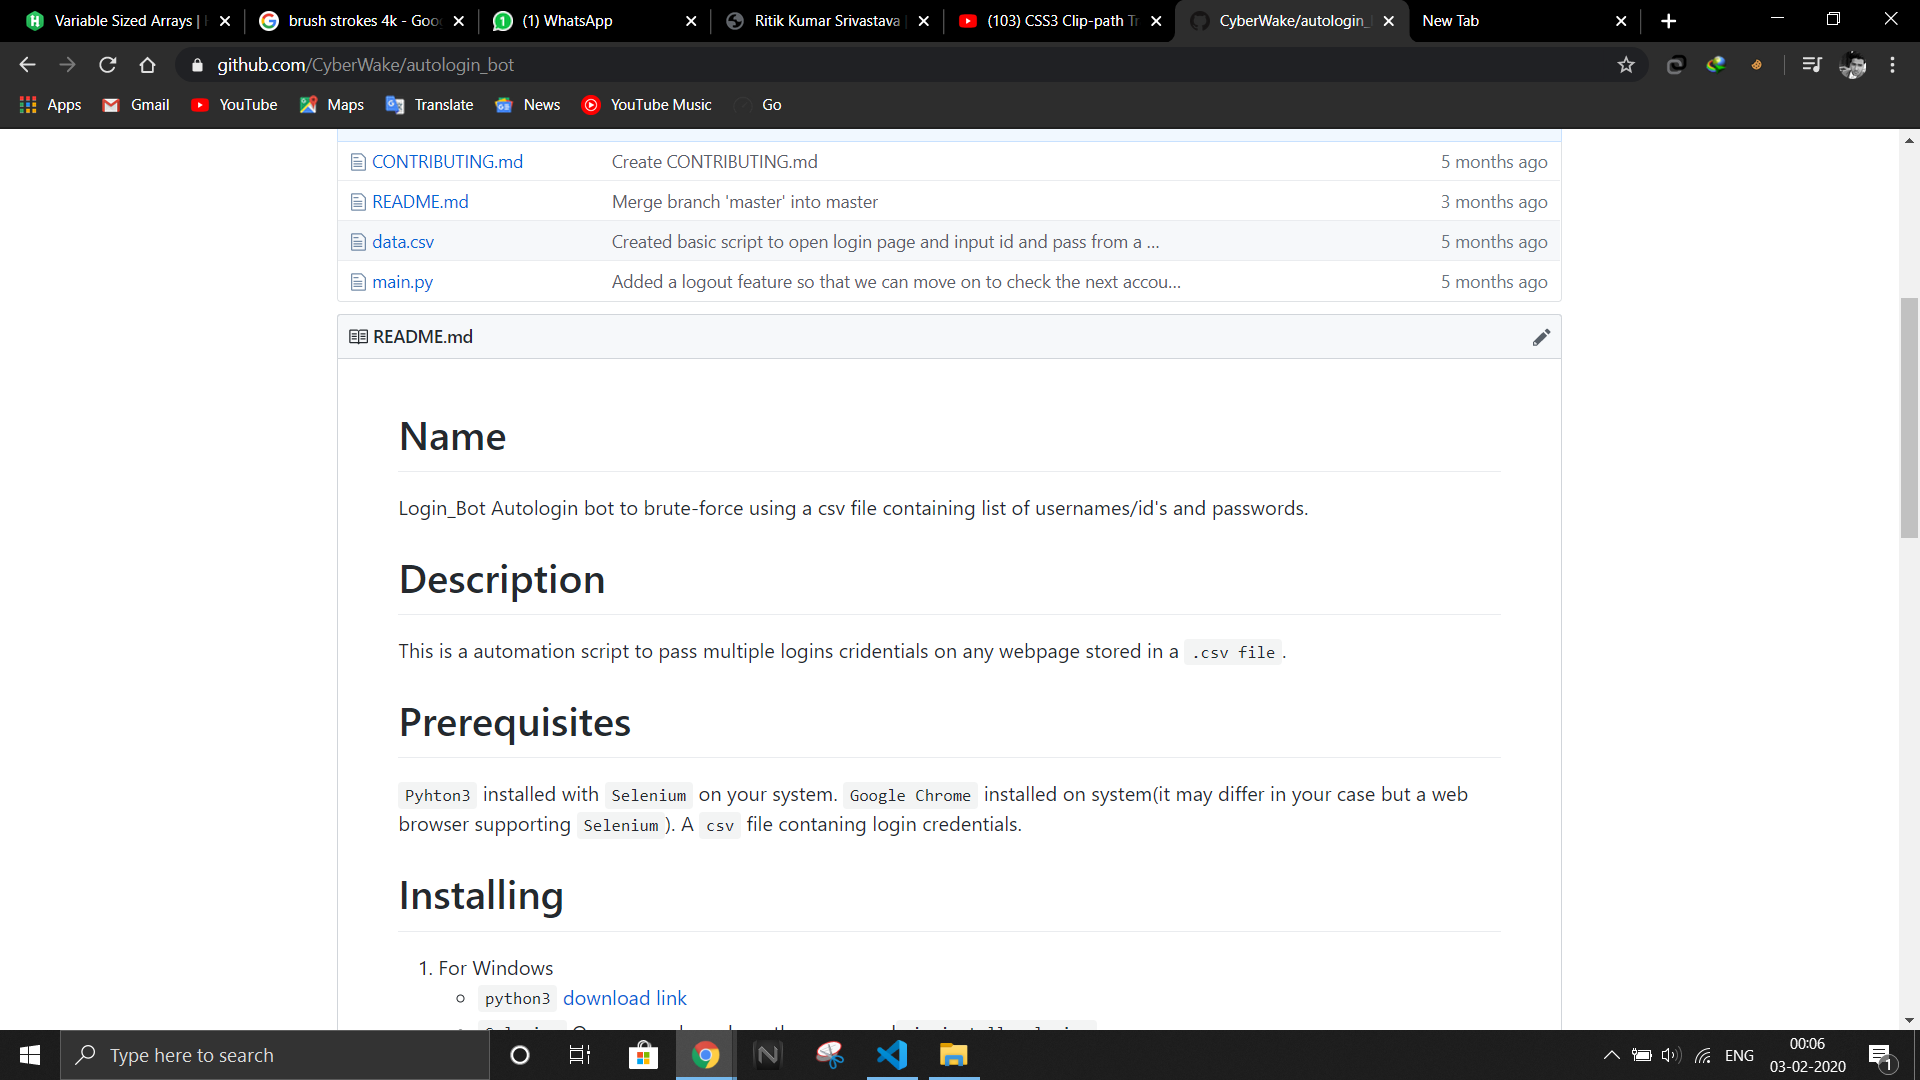 Variable Sized Arrays |
brush strokes 4k - Goo
(1) WhatsApp
Ritik Kumar Srivastava
(103) CSS3 Clip-path Tr
CyberWake/autologin_
New Tab
github.com/CyberWake/autologin_bot
Apps
Gmail
YouTube
Maps
Translate
News
YouTube Music
Go
CONTRIBUTING.md Create CONTRIBUTING.md 5 months ago
README.md Merge branch 'master' into master 3 months ago
data.csv Created basic script to open login page and input id and pass from a ... 5 months ago
main.py Added a logout feature so that we can move on to check the next accou... 5 months ago
README.md
Name
Login_Bot Autologin bot to brute-force using a csv file containing list of usernames/id's and passwords.
Description
This is a automation script to pass multiple logins cridentials on any webpage stored in a .csv file.
Prerequisites
Pyhton3 installed with Selenium on your system. Google Chrome installed on system(it may differ in your case but a web
browser supporting Selenium). A csv file contaning login credentials.
Installing
1. For Windows
python3 download link
Type here to search
ENG
00:06
03-02-2020
1